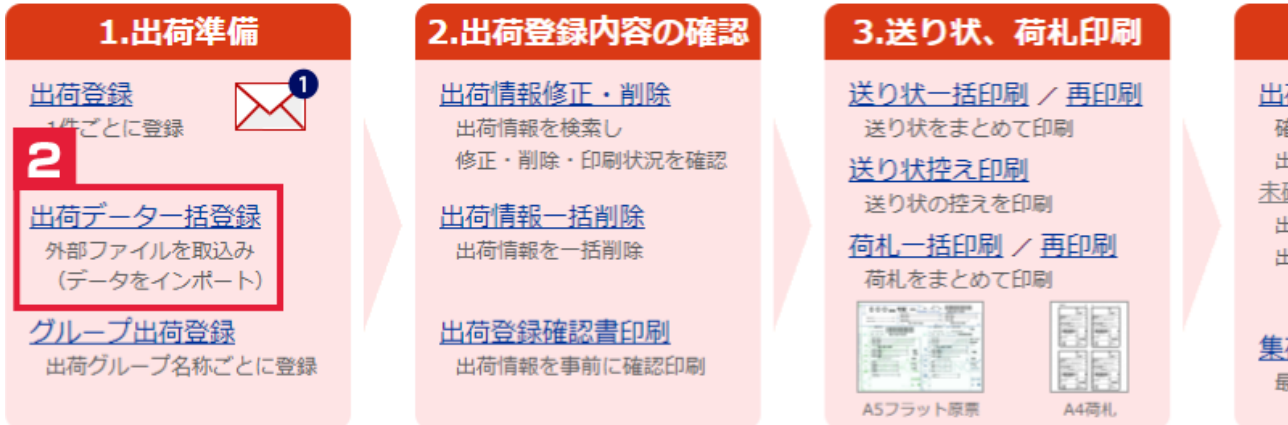 1.出荷準備
出荷登録
1
1件ごとに登録
2
出荷データ一括登録
外部ファイルを取込み
（データをインポート）
グループ出荷登録
出荷グループ名称ごとに登録
2.出荷登録内容の確認
出荷情報修正・削除
出荷情報を検索し
修正・削除・印刷状況を確認
出荷情報一括削除
出荷情報を一括削除
出荷登録確認書印刷
出荷情報を事前に確認印刷
3.送り状、荷札印刷
送り状一括印刷 ／ 再印刷
送り状をまとめて印刷
送り状控え印刷
送り状の控えを印刷
荷札一括印刷 ／ 再印刷
荷札をまとめて印刷
A5フラット原票
A4荷札